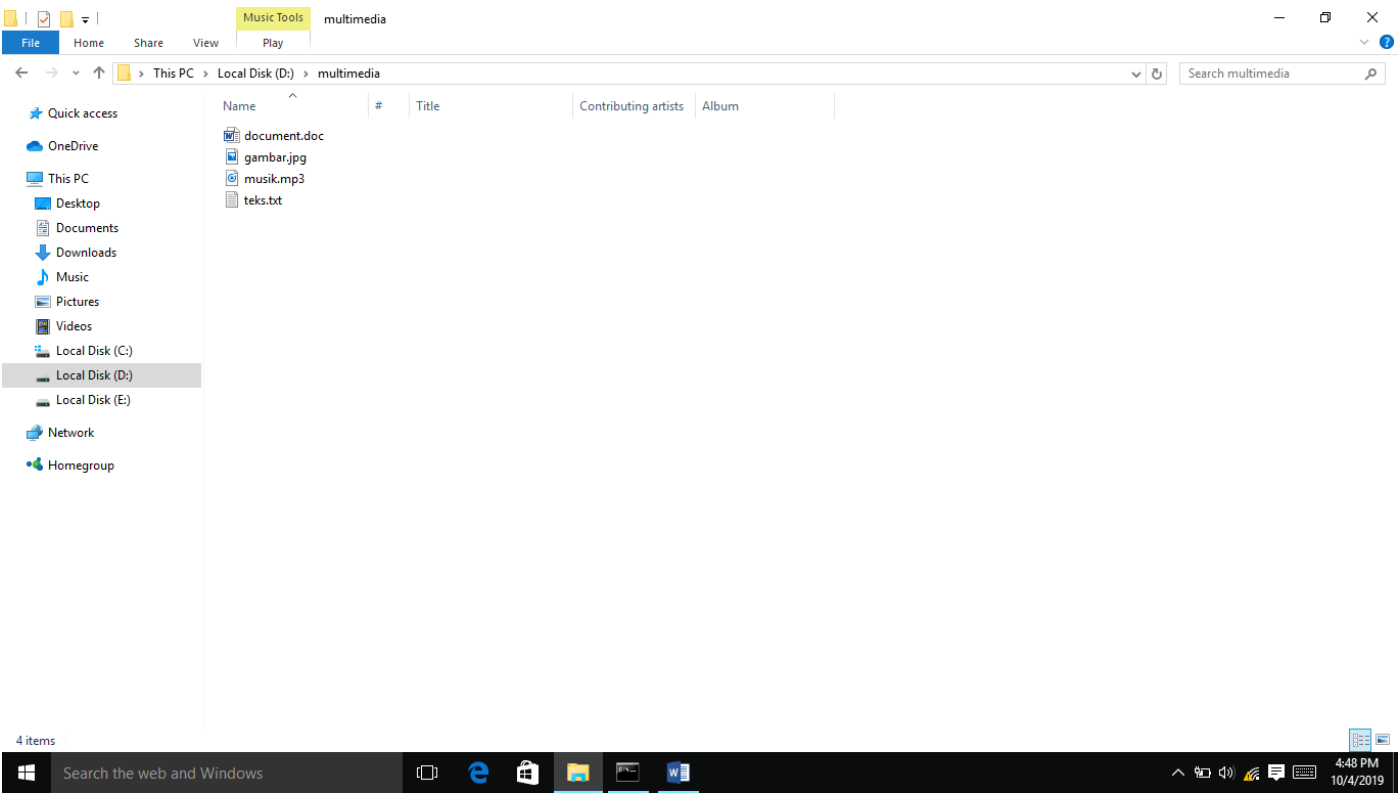 Music Tools multimedia
File Home Share View Play
This PC Local Disk (D:) multimedia
Search multimedia
Quick access
OneDrive
This PC
Desktop
Documents
Downloads
Music
Pictures
Videos
Local Disk (C:)
Local Disk (D:)
Local Disk (E:)
Network
Homegroup
Name # Title Contributing artists Album
document.doc
gambar.jpg
musik.mp3
teks.txt
4 items
Search the web and Windows
4:48 PM
10/4/2019